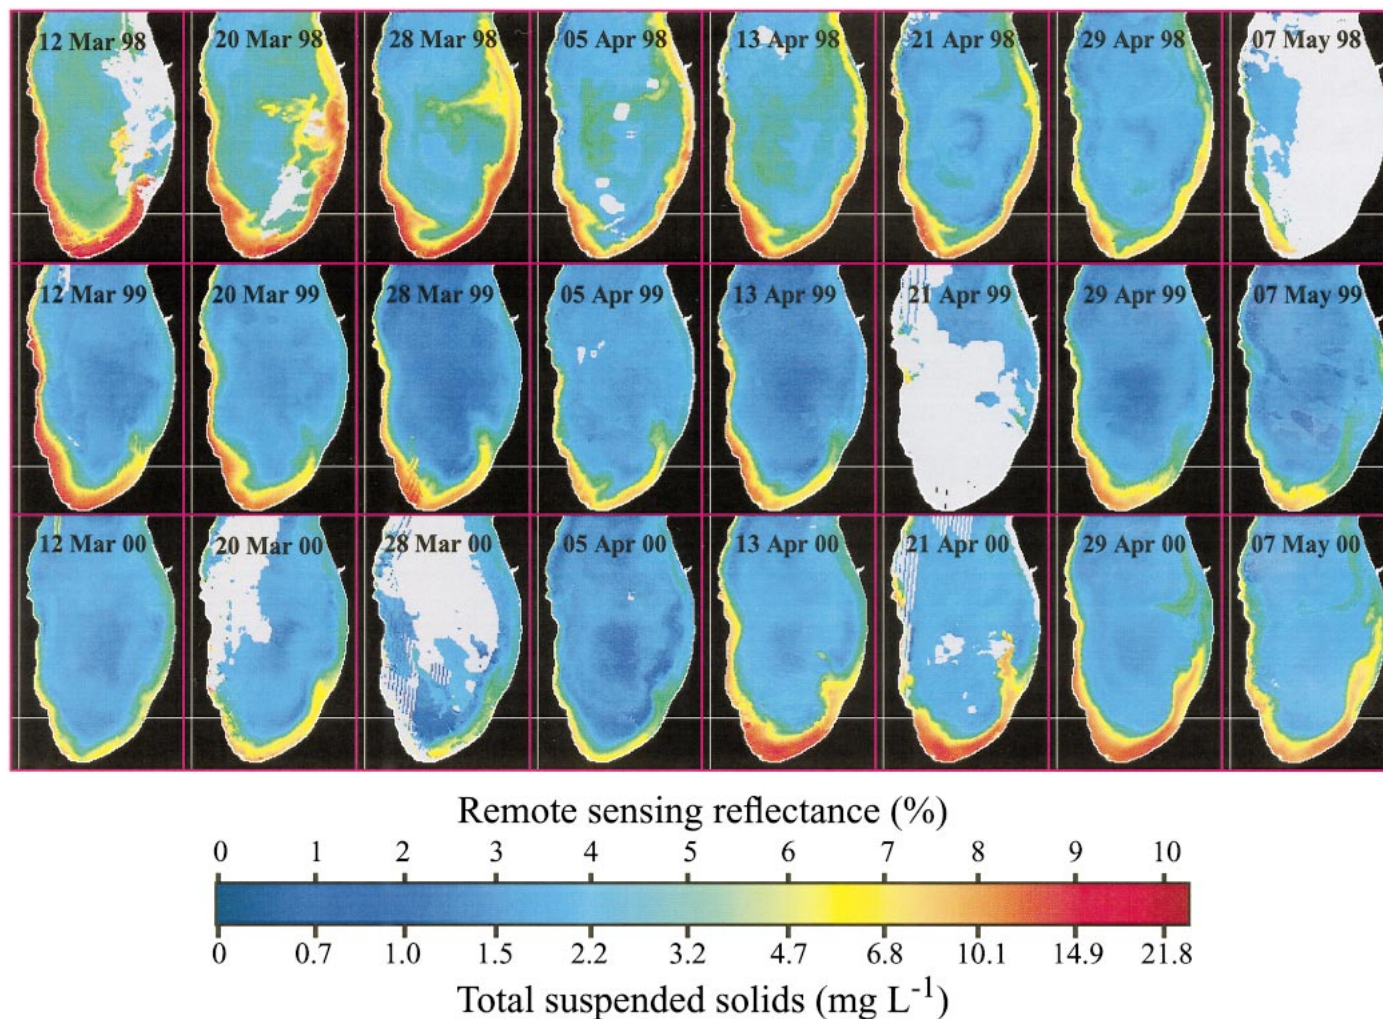 12 Mar 98 20 Mar 98 28 Mar 98 05 Apr 98 13 Apr 98 21 Apr 98 29 Apr 98 07 May 98
12 Mar 99 20 Mar 99 28 Mar 99 05 Apr 99 13 Apr 99 21 Apr 99 29 Apr 99 07 May 99
12 Mar 00 20 Mar 00 28 Mar 00 05 Apr 00 13 Apr 00 21 Apr 00 29 Apr 00 07 May 00
Remote sensing reflectance (%)
0 1 2 3 4 5 6 7 8 9 10
0 0.7 1.0 1.5 2.2 3.2 4.7 6.8 10.1 14.9 21.8
Total suspended solids (mg L⁻¹)